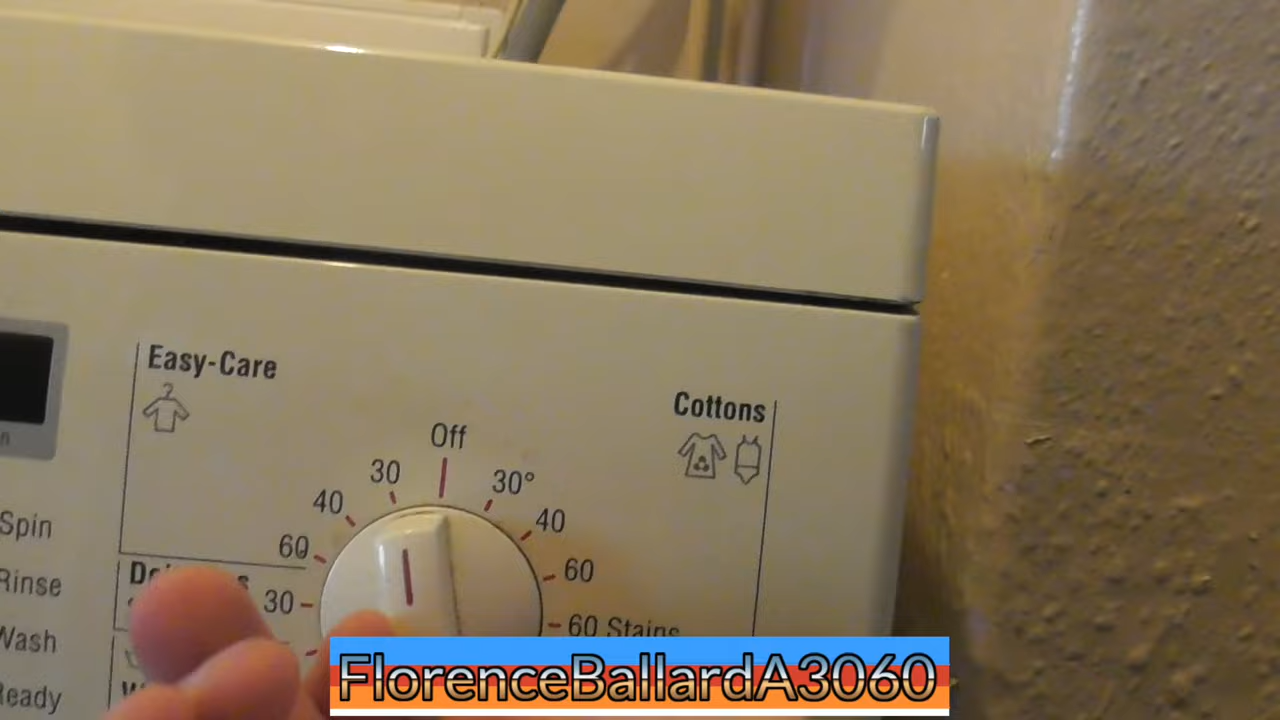 Easy-Care
Cottons
Off
30
30°
40
40
60
60
30
60 Stains
Spin
Rinse
Wash
Ready
FlorenceBallardA3060